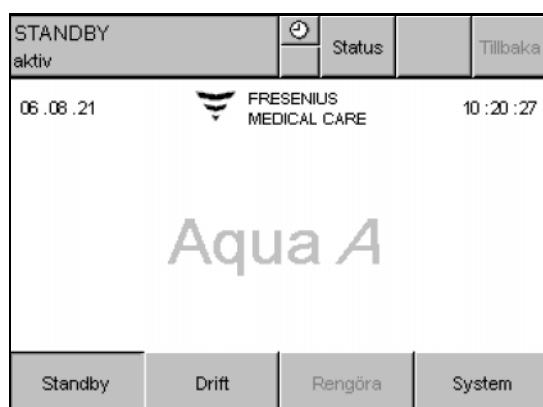 STANDBY
aktiv
Status
Tillbaka
06.08.21
FRESENIUS
MEDICAL CARE
10:20:27
Aqua A
Standby
Drift
Rengöra
System